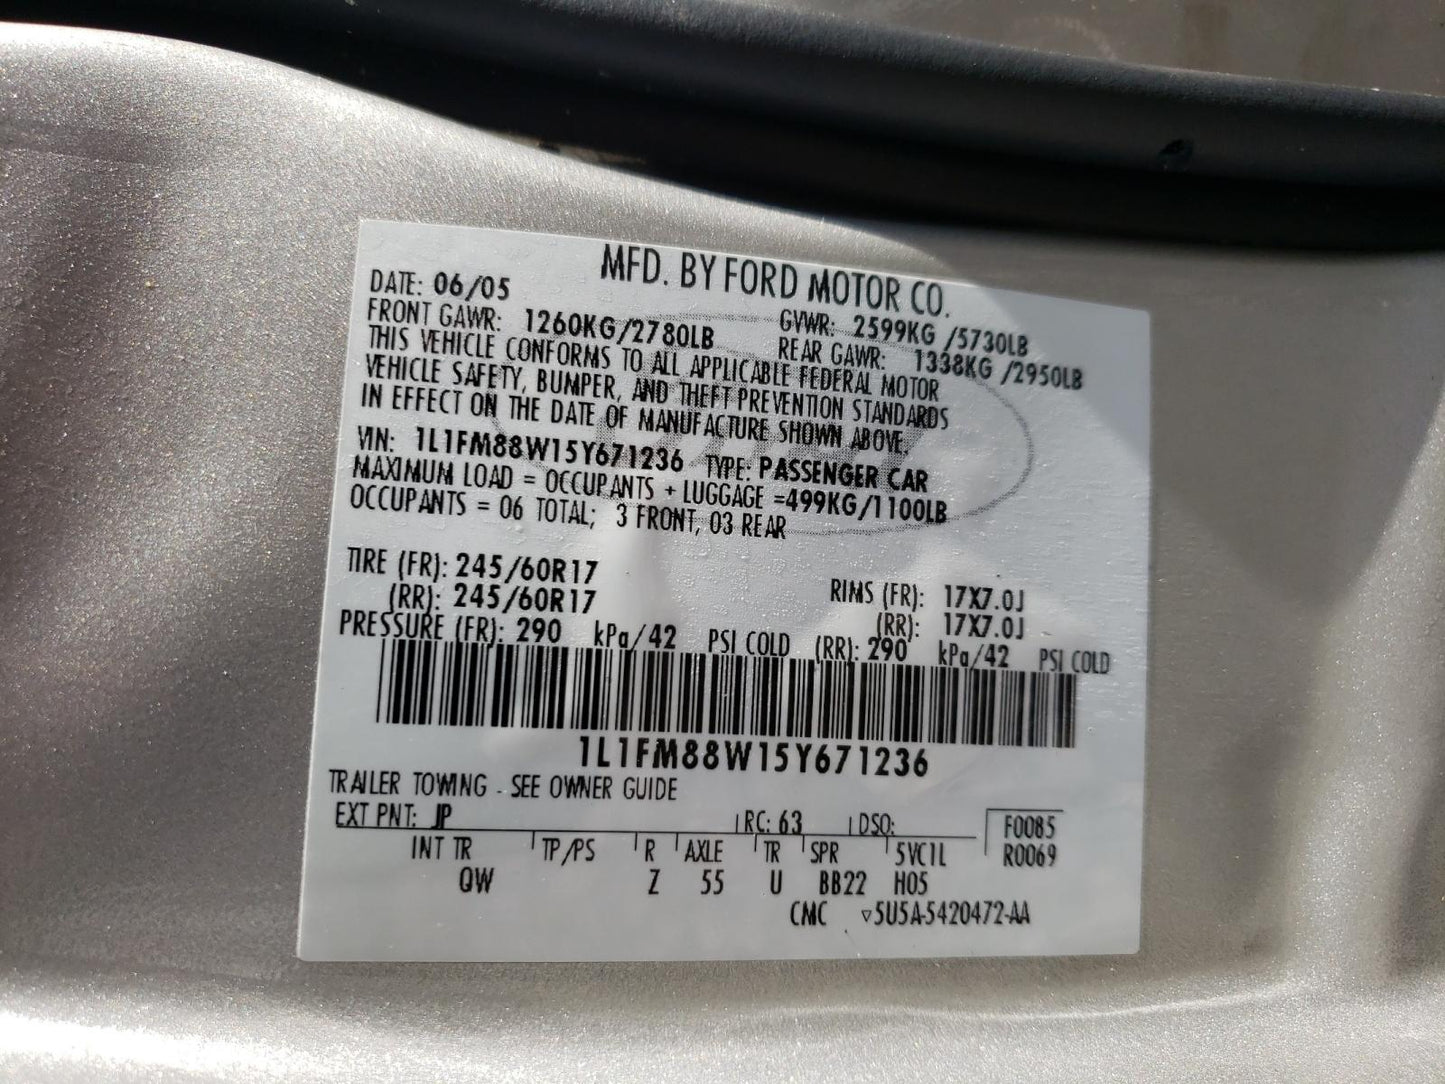 MFD. BY FORD MOTOR CO.
DATE: 06/05
GVWR: 2599KG /5730LB
FRONT GAWR: 1260KG/2780LB
REAR GAWR: 1338KG /2950LB
THIS VEHICLE CONFORMS TO ALL APPLICABLE FEDERAL MOTOR
VEHICLE SAFETY, BUMPER, AND THEFT PREVENTION STANDARDS
IN EFFECT ON THE DATE OF MANUFACTURE SHOWN ABOVE.
VIN: 1L1FM88W15Y671236 TYPE: PASSENGER CAR
MAXIMUM LOAD = OCCUPANTS + LUGGAGE =499KG/1100LB
OCCUPANTS = 06 TOTAL; 3 FRONT, 03 REAR
TIRE (FR): 245/60R17 RIMS (FR): 17X7.0J
(RR): 245/60R17 (RR): 17X7.0J
PRESSURE (FR): 290 kPa/42 PSI COLD (RR): 290 kPa/42 PSI COLD
1L1FM88W15Y671236
TRAILER TOWING - SEE OWNER GUIDE
EXT PNT: JP RC: 63 DSO: F0085
INT TR TP/PS R AXLE TR SPR 5VC1L R0069
QW Z 55 U BB22 H05
CMC ▽5U5A-5420472-AA